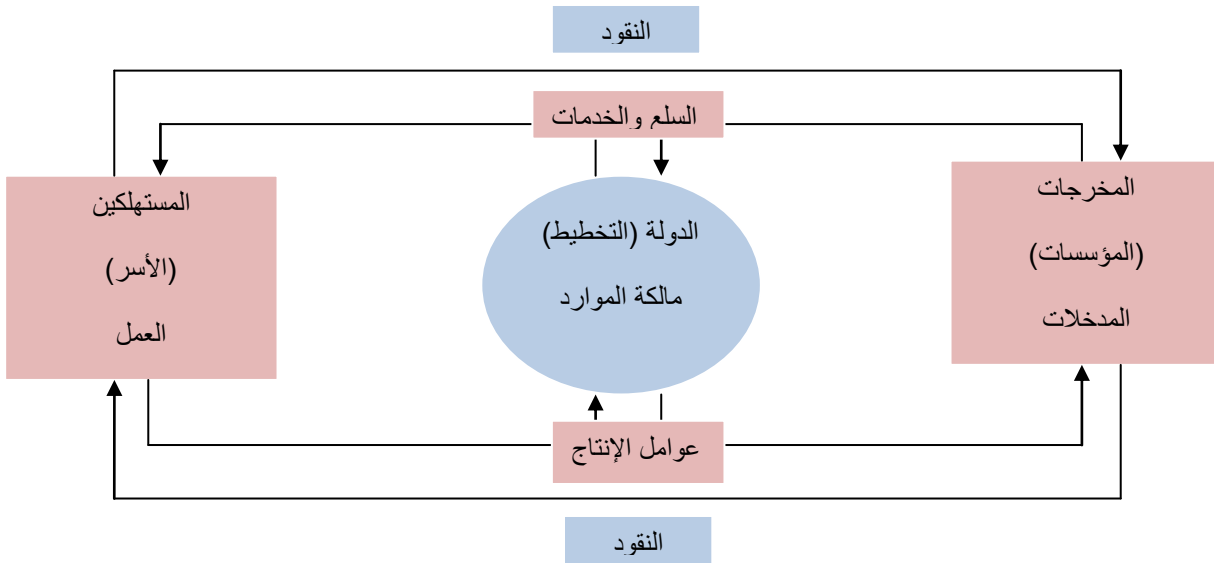 النقود
السلع والخدمات
المخرجات
(المؤسسات)
المدخلات
الدولة (التخطيط)
مالكة الموارد
المستهلكين
(الأسر)
العمل
عوامل الإنتاج
النقود